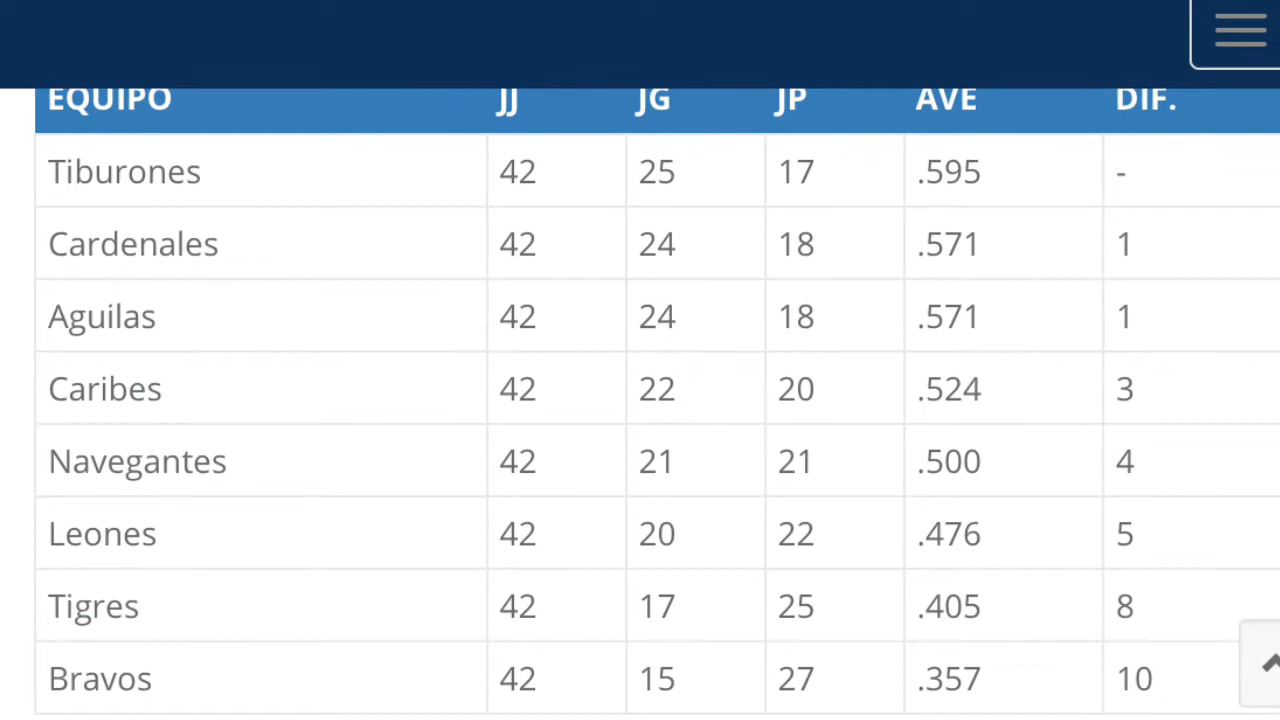 EQUIPO JJ JG JP AVE DIF.
Tiburones 42 25 17 .595 -
Cardenales 42 24 18 .571 1
Aguilas 42 24 18 .571 1
Caribes 42 22 20 .524 3
Navegantes 42 21 21 .500 4
Leones 42 20 22 .476 5
Tigres 42 17 25 .405 8
Bravos 42 15 27 .357 10